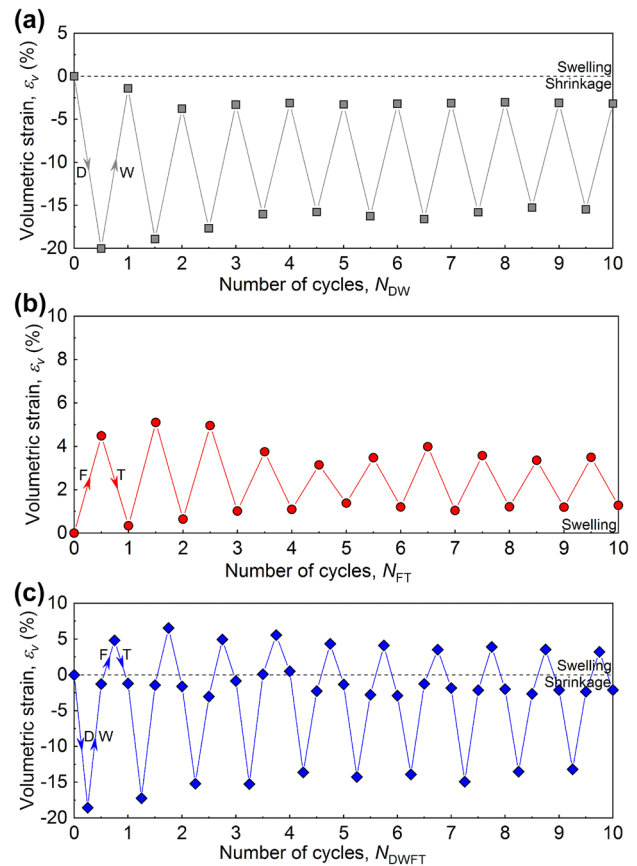 (a)
5
0
-5
-10
-15
-20
Volumetric strain, εv (%)
Swelling
Shrinkage
D
W
0 1 2 3 4 5 6 7 8 9 10
Number of cycles, NDW
(b)
10
8
6
4
2
0
Volumetric strain, εv (%)
F
T
Swelling
0 1 2 3 4 5 6 7 8 9 10
Number of cycles, NFT
(c)
10
5
0
-5
-10
-15
-20
Volumetric strain, εv (%)
F
T
Swelling
Shrinkage
D
W
0 1 2 3 4 5 6 7 8 9 10
Number of cycles, NDWFT